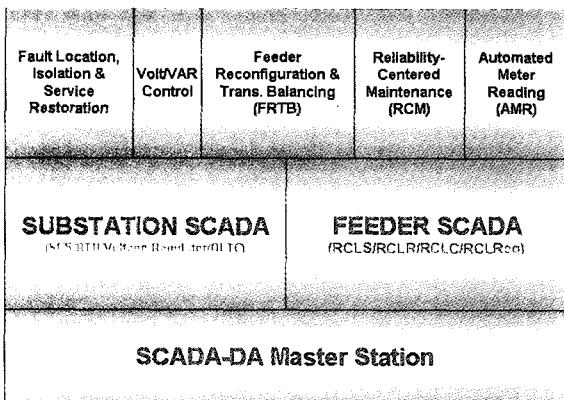 Fault Location,
Isolation &
Service
Restoration
Volt/VAR
Control
Feeder
Reconfiguration &
Trans. Balancing
(FRTB)
Reliability-
Centered
Maintenance
(RCM)
Automated
Meter
Reading
(AMR)
SUBSTATION SCADA
FEEDER SCADA
(RCLS/RCLR/RCLC/RCLReg)
SCADA-DA Master Station